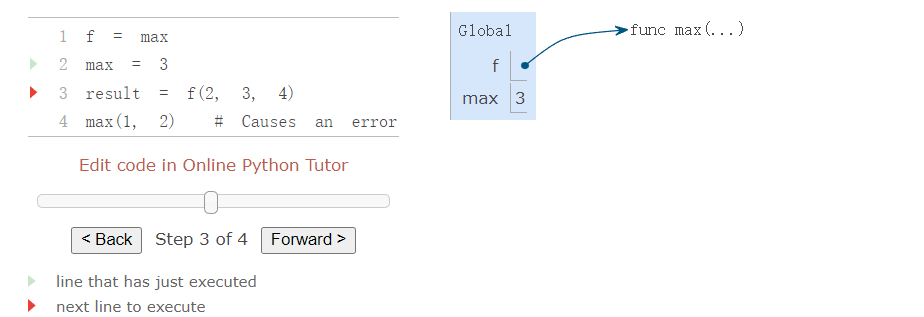 1 f = max
2 max = 3
3 result = f(2, 3, 4)
4 max(1, 2) # Causes an error
Edit code in Online Python Tutor
< Back Step 3 of 4 Forward >
line that has just executed
next line to execute
Global
f
max 3
func max(...)